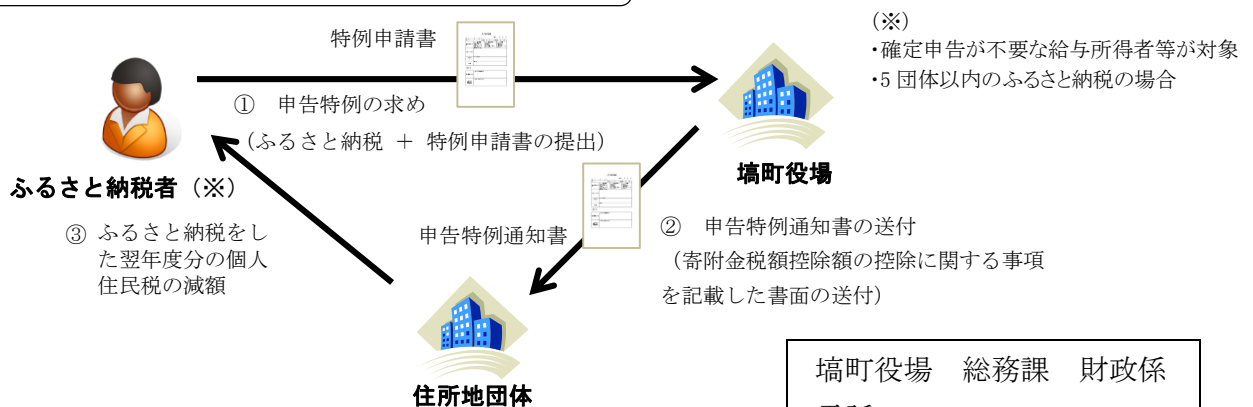 特例申請書
① 申告特例の求め
(ふるさと納税 + 特例申請書の提出)
ふるさと納税者(※)
塙町役場
(※)
・確定申告が不要な給与所得者等が対象
・5 団体以内のふるさと納税の場合
③ ふるさと納税をし
た翌年度分の個人
住民税の減額
申告特例通知書
② 申告特例通知書の送付
(寄附金税額控除額の控除に関する事項
を記載した書面の送付)
住所地団体
塙町役場 総務課 財政係